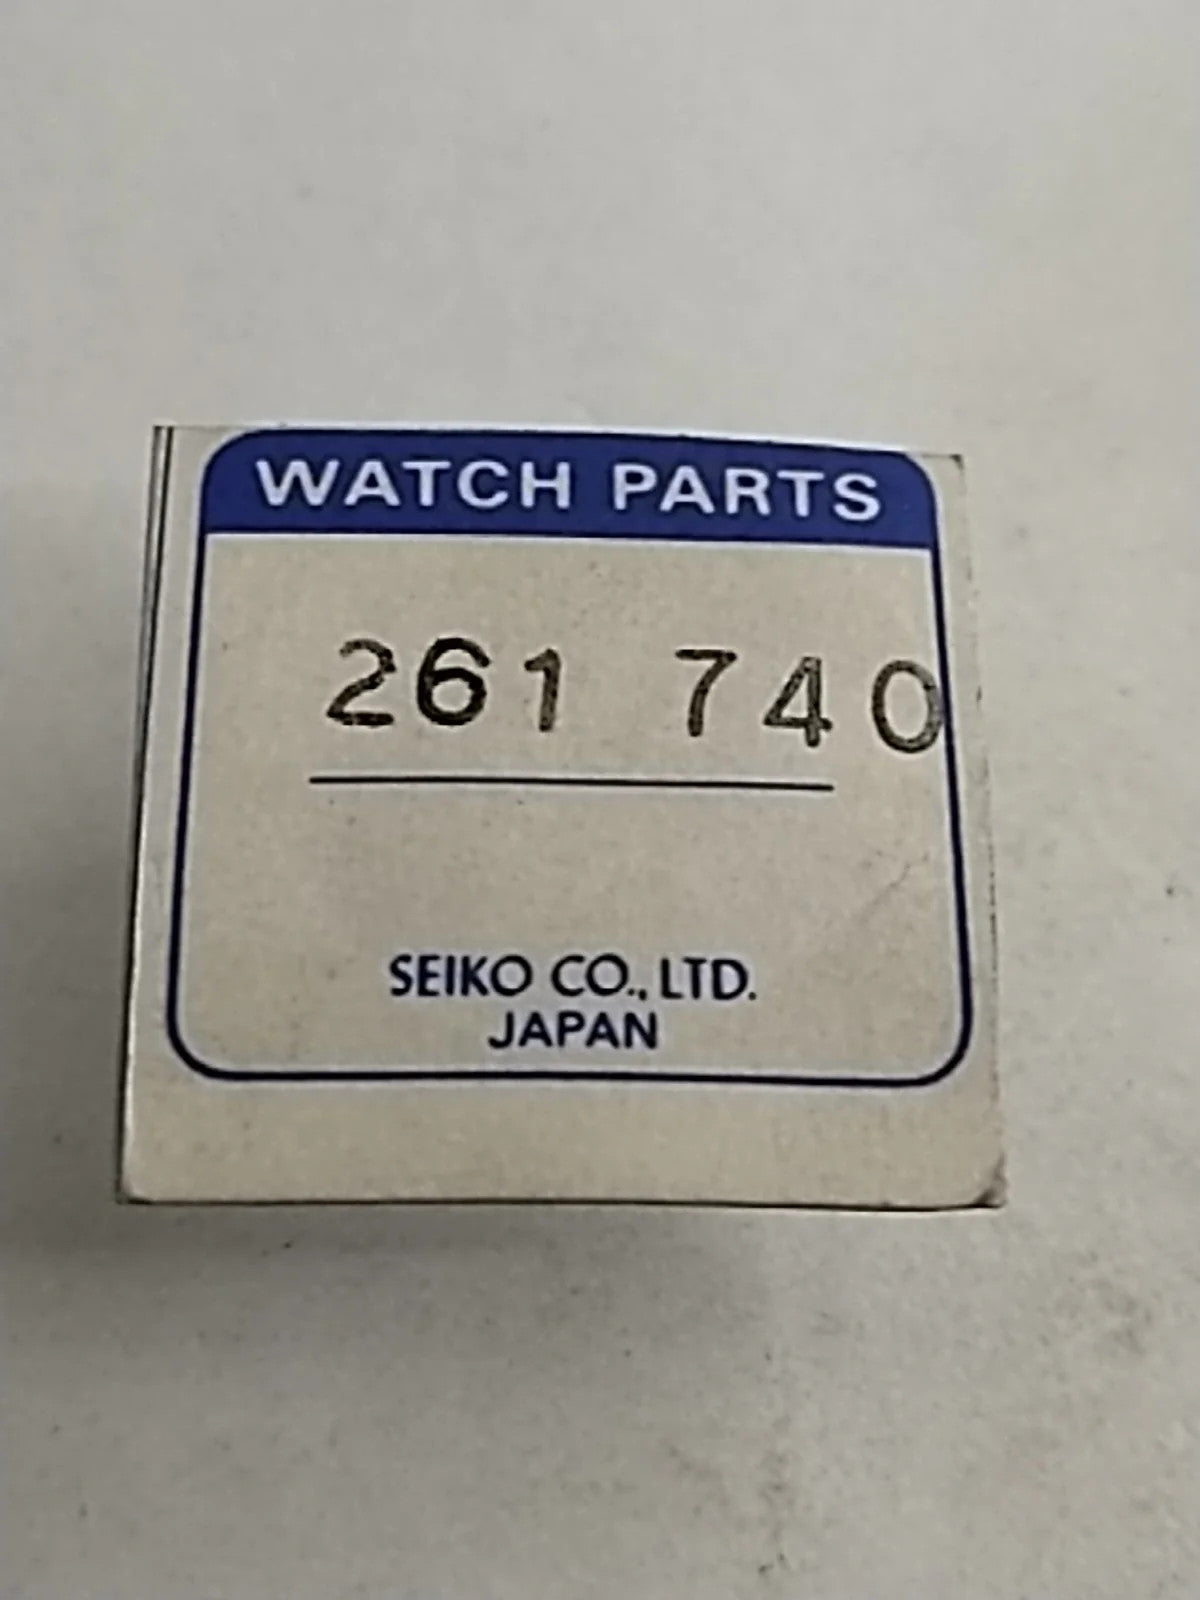 WATCH PARTS
261 740
SEIKO CO., LTD.
JAPAN